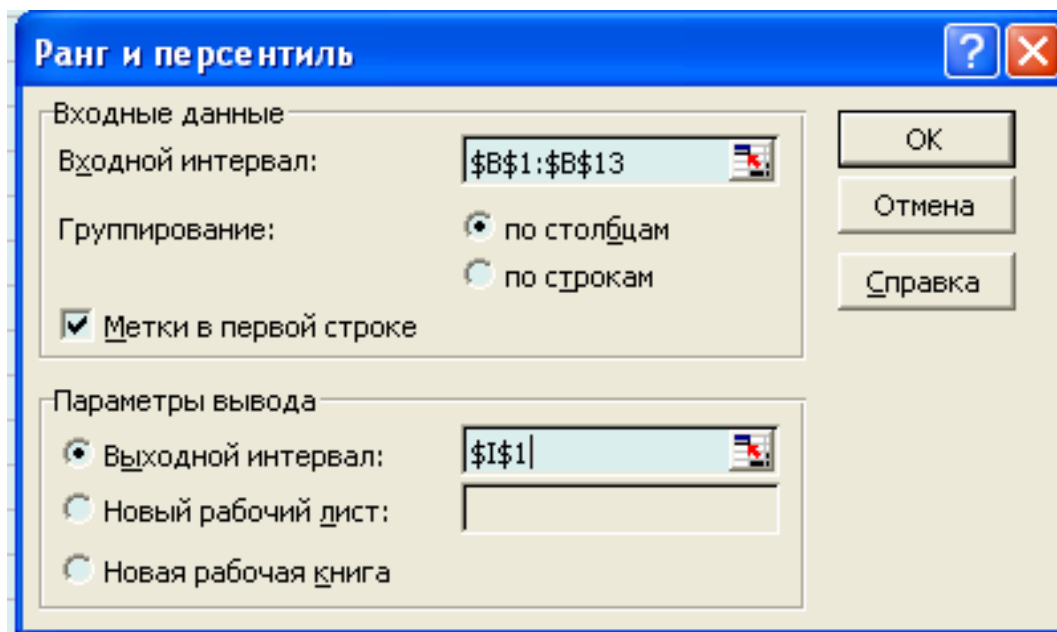 Ранг и персентиль
Входные данные
Входной интервал: $B$1:$B$13
Группирование: по столбцам
по строкам
Метки в первой строке
OK
Отмена
Справка
Параметры вывода
Выходной интервал: $I$1
Новый рабочий лист:
Новая рабочая книга